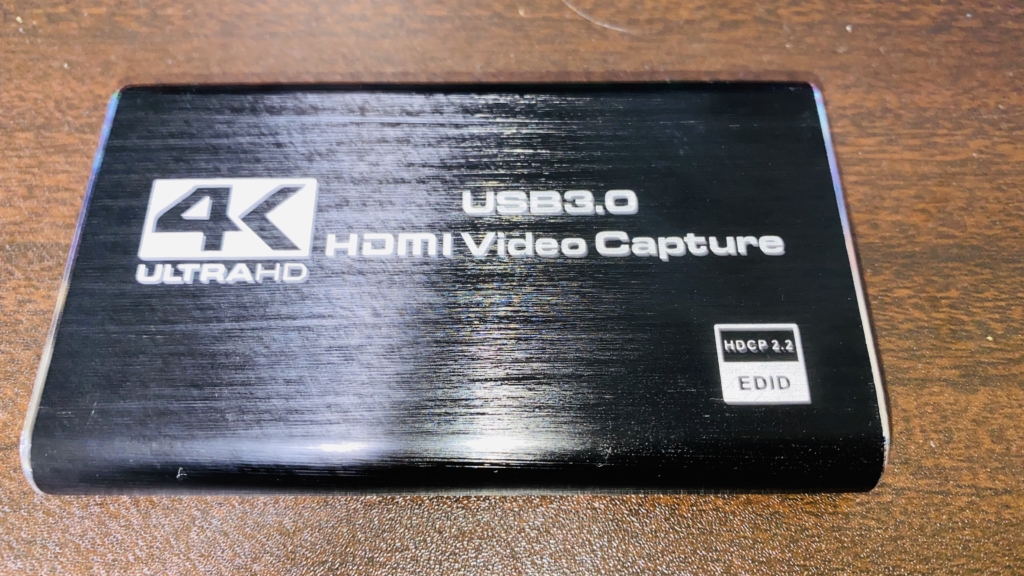 4K
ULTRAHD
USB3.0
HDMI Video Capture
HDCP 2.2
EDID